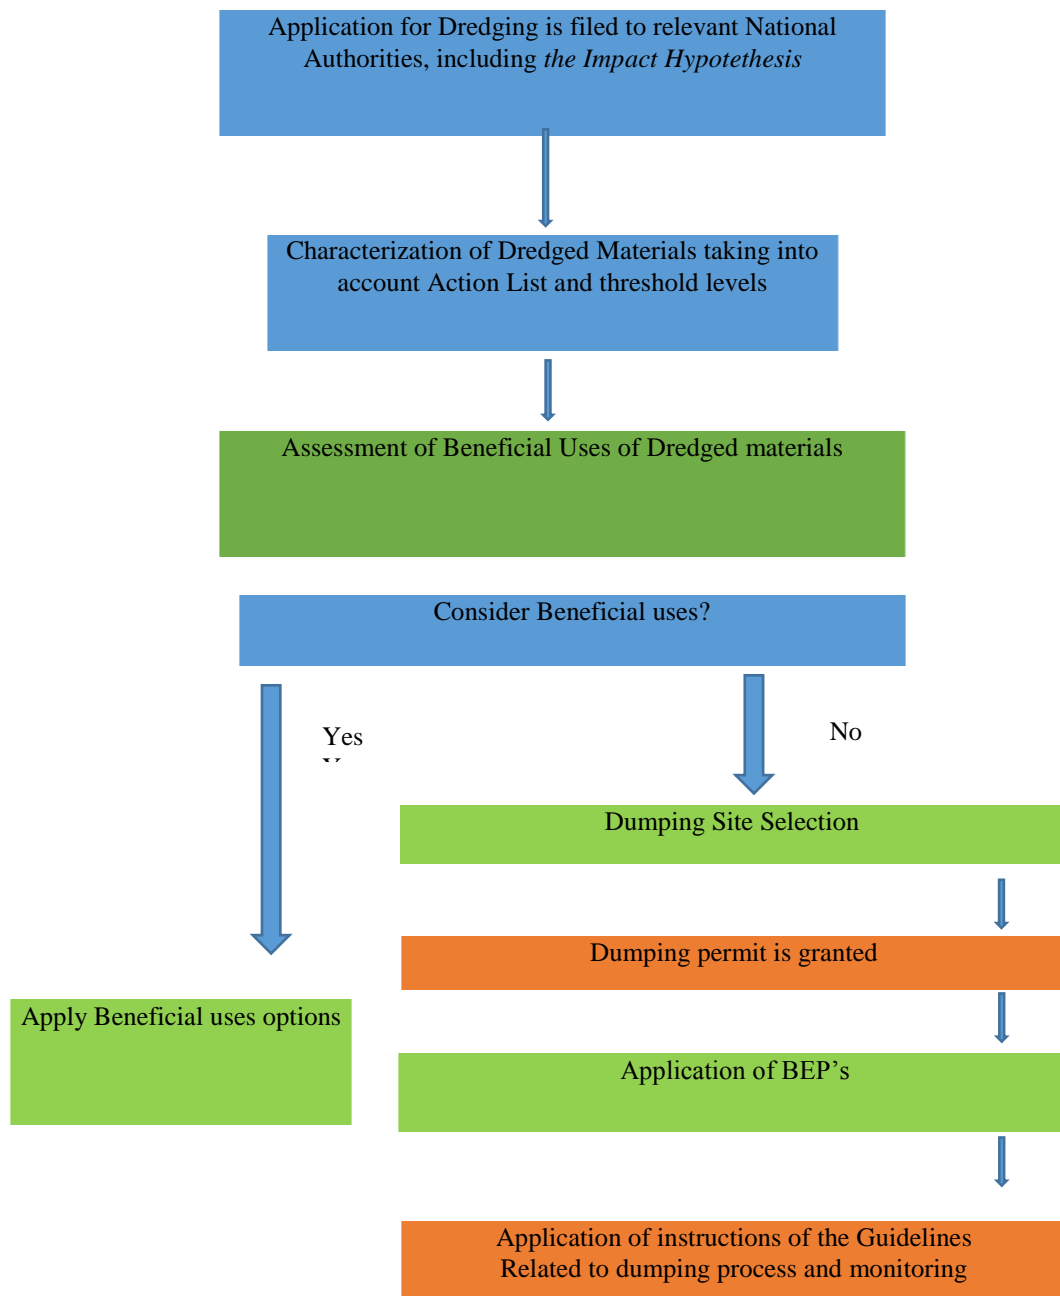 Application for Dredging is filed to relevant National
Authorities, including the Impact Hypotethesis
Characterization of Dredged Materials taking into
account Action List and threshold levels
Assessment of Beneficial Uses of Dredged materials
Consider Beneficial uses?
Yes
No
Dumping Site Selection
Dumping permit is granted
Apply Beneficial uses options
Application of BEP’s
Application of instructions of the Guidelines
Related to dumping process and monitoring